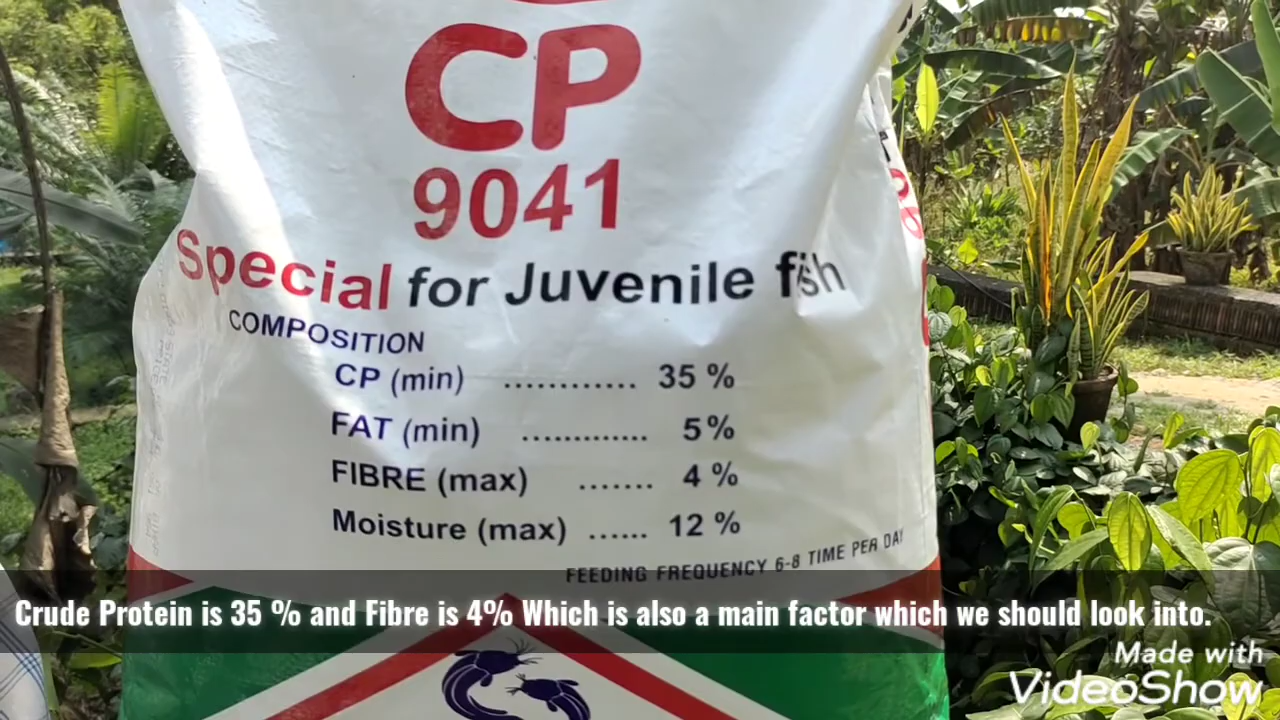 CP
9041
Special for Juvenile fish
COMPOSITION
CP (min) ............ 35 %
FAT (min) ............ 5%
FIBRE (max) ....... 4 %
Moisture (max) ...... 12 %
FEEDING FREQUENCY 6-8 TIME PER DAY
Crude Protein is 35 % and Fibre is 4% Which is also a main factor which we should look into.
Made with
VideoShow